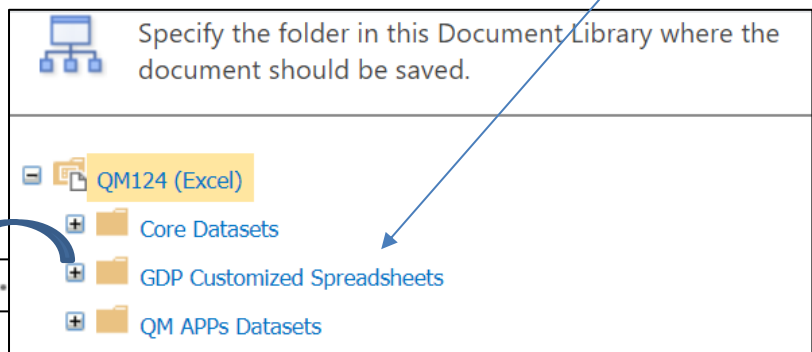 Specify the folder in this Document Library where the
document should be saved.
QM124 (Excel)
Core Datasets
GDP Customized Spreadsheets
QM APPs Datasets